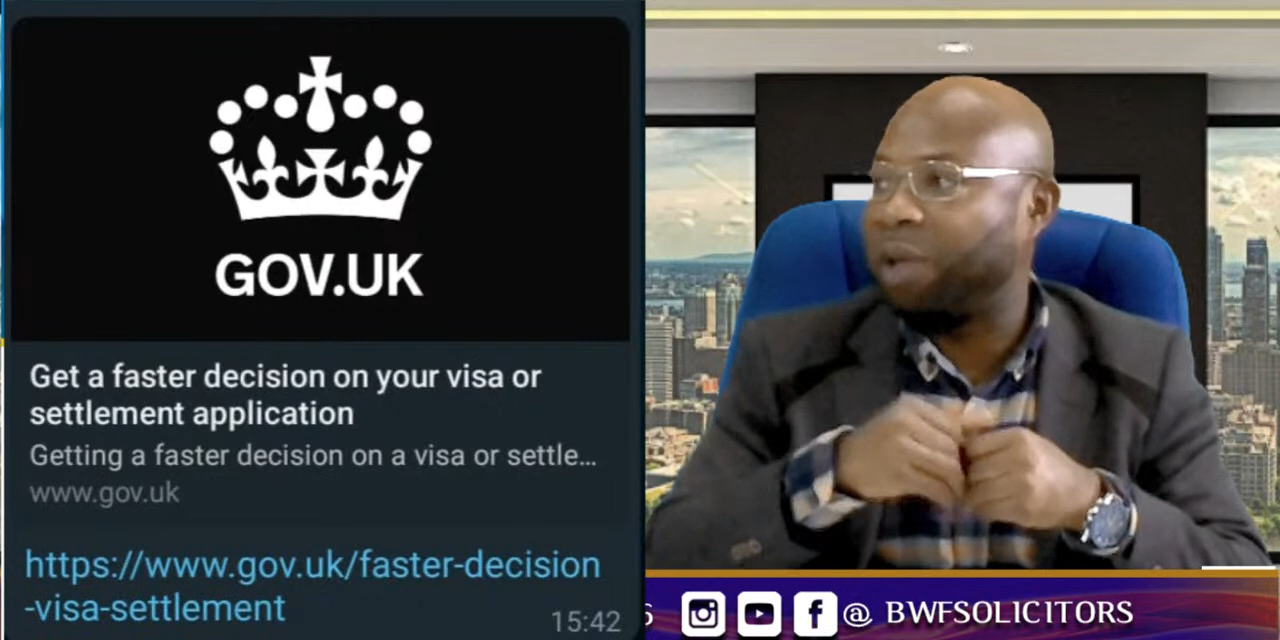 GOV.UK
Get a faster decision on your visa or
settlement application
Getting a faster decision on a visa or settle...
www.gov.uk
https://www.gov.uk/faster-decision
-visa-settlement
15:42
@ BWFSOLICITORS